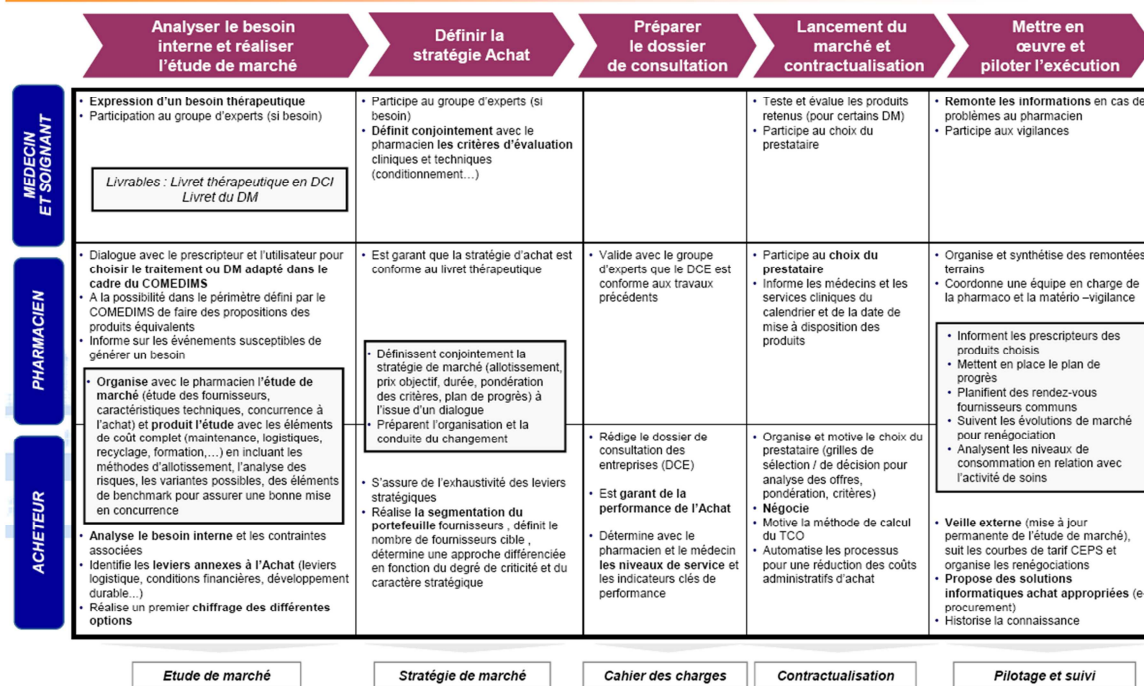 Analyser le besoin
interne et réaliser
l'étude de marché
Définir la
stratégie Achat
Préparer
le dossier
de consultation
Lancement du
marché et
contractualisation
Mettre en
œuvre et
piloter l'exécution
MEDECIN
ET SOIGNANT
• Expression d'un besoin thérapeutique
• Participation au groupe d'experts (si besoin)
Livrables : Livret thérapeutique en DCI
Livret du DM
• Participe au groupe d'experts (si
besoin)
• Définit conjointement avec le
pharmacien les critères d'évaluation
cliniques et techniques
(conditionnement…)
• Teste et évalue les produits
retenus (pour certains DM)
• Participe au choix du
prestataire
• Remonte les informations en cas de
problèmes au pharmacien
• Participe aux vigilances
PHARMACIEN
• Dialogue avec le prescripteur et l'utilisateur pour
choisir le traitement ou DM adapté dans le
cadre du COMEDIMS
• A la possibilité dans le périmètre défini par le
COMEDIMS de faire des propositions des
produits équivalents
• Informe sur les événements susceptibles de
générer un besoin
• Est garant que la stratégie d'achat est
conforme au livret thérapeutique
• Valide avec le groupe
d'experts que le DCE est
conforme aux travaux
précédents
• Participe au choix du
prestataire
• Informe les médecins et les
services cliniques du
calendrier et de la date de
mise à disposition des
produits
• Organise et synthétise des remontées
terrains
• Coordonne une équipe en charge de
la pharmaco et la matério –vigilance
• Organise avec le pharmacien l'étude de
marché (étude des fournisseurs,
caractéristiques techniques, concurrence à
l'achat) et produit l'étude avec les éléments
de coût complet (maintenance, logistiques,
recyclage, formation,…) en incluant les
méthodes d'allotissement, l'analyse des
risques, les variantes possibles, des éléments
de benchmark pour assurer une bonne mise
en concurrence
• Définissent conjointement la
stratégie de marché (allotissement,
prix objectif, durée, pondération
des critères, plan de progrès) à
l'issue d'un dialogue
• Préparent l'organisation et la
conduite du changement
• Informent les prescripteurs des
produits choisis
• Mettent en place le plan de
progrès
• Planifient des rendez-vous
fournisseurs communs
• Suivent les évolutions de marché
pour renégociation
• Analysent les niveaux de
consommation en relation avec
l'activité de soins
ACHETEUR
• Analyse le besoin interne et les contraintes
associées
• Identifie les leviers annexes à l'Achat (leviers
logistique, conditions financières, développement
durable...)
• Réalise un premier chiffrage des différentes
options
• S'assure de l'exhaustivité des leviers
stratégiques
• Réalise la segmentation du
portefeuille fournisseurs , définit le
nombre de fournisseurs cible ,
détermine une approche différenciée
en fonction du degré de criticité et du
caractère stratégique
• Rédige le dossier de
consultation des
entreprises (DCE)
• Est garant de la
performance de l'Achat
• Détermine avec le
pharmacien et le médecin
les niveaux de service et
les indicateurs clés de
performance
• Organise et motive le choix du
prestataire (grilles de
sélection / de décision pour
analyse des offres,
pondération, critères)
• Négocie
• Motive la méthode de calcul
du TCO
• Automatise les processus
pour une réduction des coûts
administratifs d'achat
• Veille externe (mise à jour
permanente de l'étude de marché),
suit les courbes de tarif CEPS et
organise les renégociations
• Propose des solutions
informatiques achat appropriées (e-
procurement)
• Historise la connaissance
Etude de marché
Stratégie de marché
Cahier des charges
Contractualisation
Pilotage et suivi